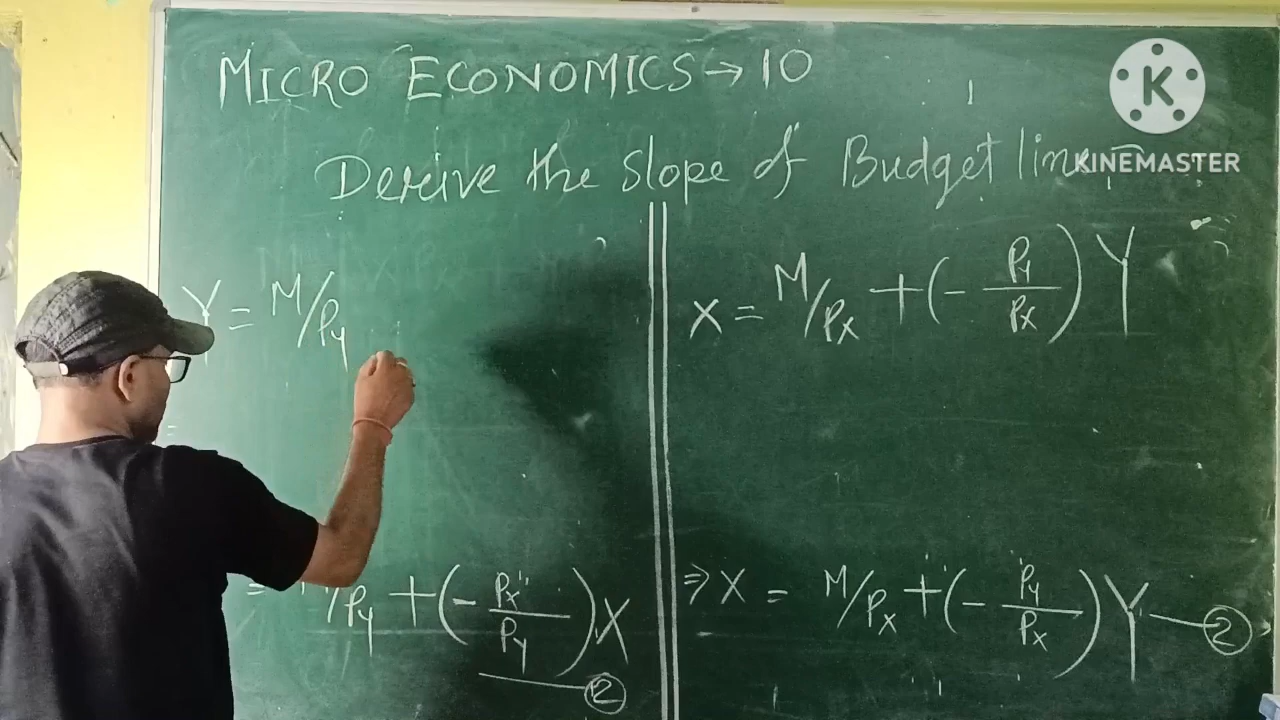 MICRO ECONOMICS → 10
K
KINEMASTER
Dercive the slope of Budget line
Y = M/Py
= M/Py + (- Px/Py) X
2
X = M/Px + (- Py/Px) Y
⇒ X = M/Px + (- Py/Px) Y — 2